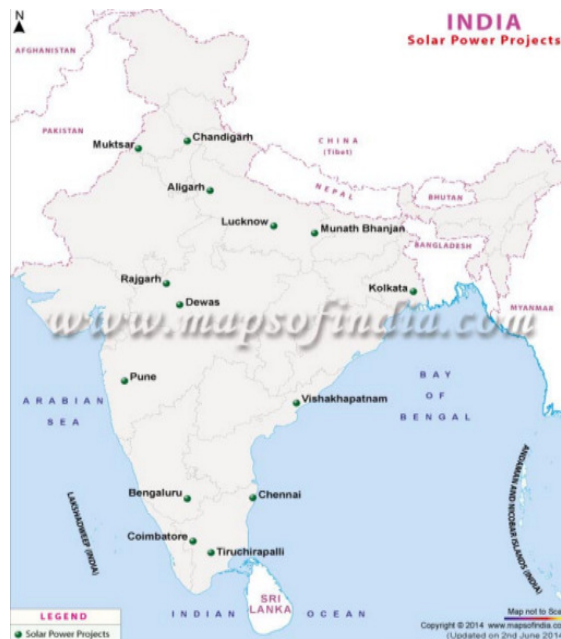 N
INDIA
Solar Power Projects
AFGHANISTAN
PAKISTAN
CHINA
(Tibet)
NEPAL
BHUTAN
BANGLADESH
MYANMAR
Chandigarh
Muktsar
Aligarh
Lucknow
Munath Bhanjan
Rajgarh
Dewas
Kolkata
www.mapsofindia.com
Pune
Vishakhapatnam
ARABIAN
SEA
BAY
OF
BENGAL
Bengaluru
Chennai
Coimbatore
Tiruchirapalli
LAKSHADWEEP (INDIA)
ANDAMAN AND NICOBAR ISLANDS (INDIA)
SRI
LANKA
INDIAN OCEAN
LEGEND
Solar Power Projects
Map not to Sca
Copyright © 2014 www.mapsofindia.co
(Updated on 2nd June 2014